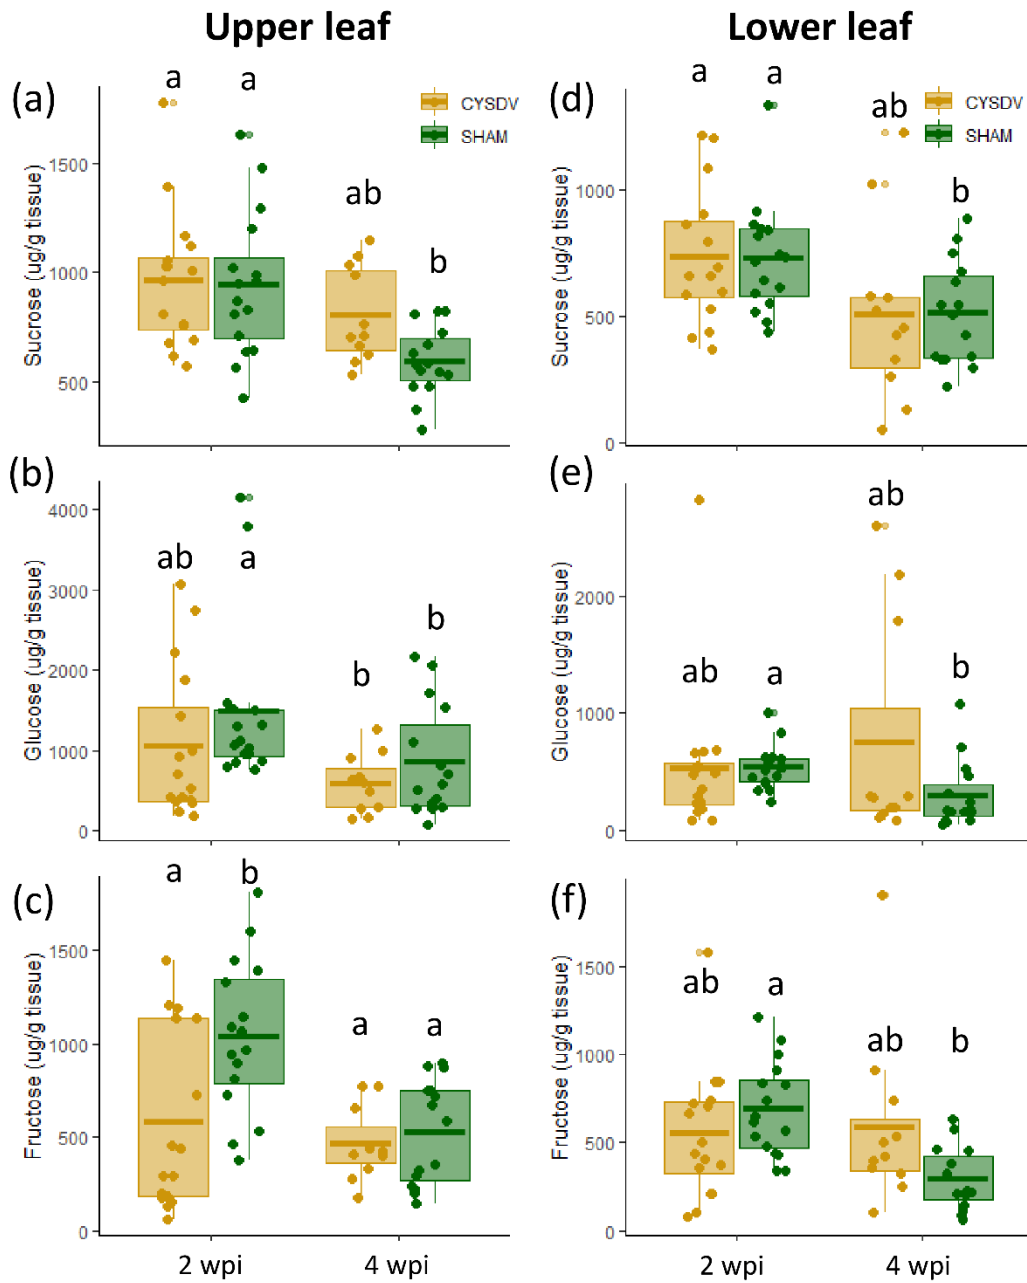 Upper leaf
Lower leaf
(a)
a
a
CYSDV
SHAM
ab
b
Sucrose (ug/g tissue)
1500
1000
500
(d)
a
a
ab
CYSDV
SHAM
b
Sucrose (ug/g tissue)
1000
500
0
(b)
ab
a
b
b
Glucose (ug/g tissue)
4000
3000
2000
1000
0
(e)
ab
a
ab
b
Glucose (ug/g tissue)
2000
1000
0
(c)
a
b
a
a
Fructose (ug/g tissue)
1500
1000
500
0
2 wpi
4 wpi
(f)
ab
a
ab
b
Fructose (ug/g tissue)
1500
1000
500
0
2 wpi
4 wpi